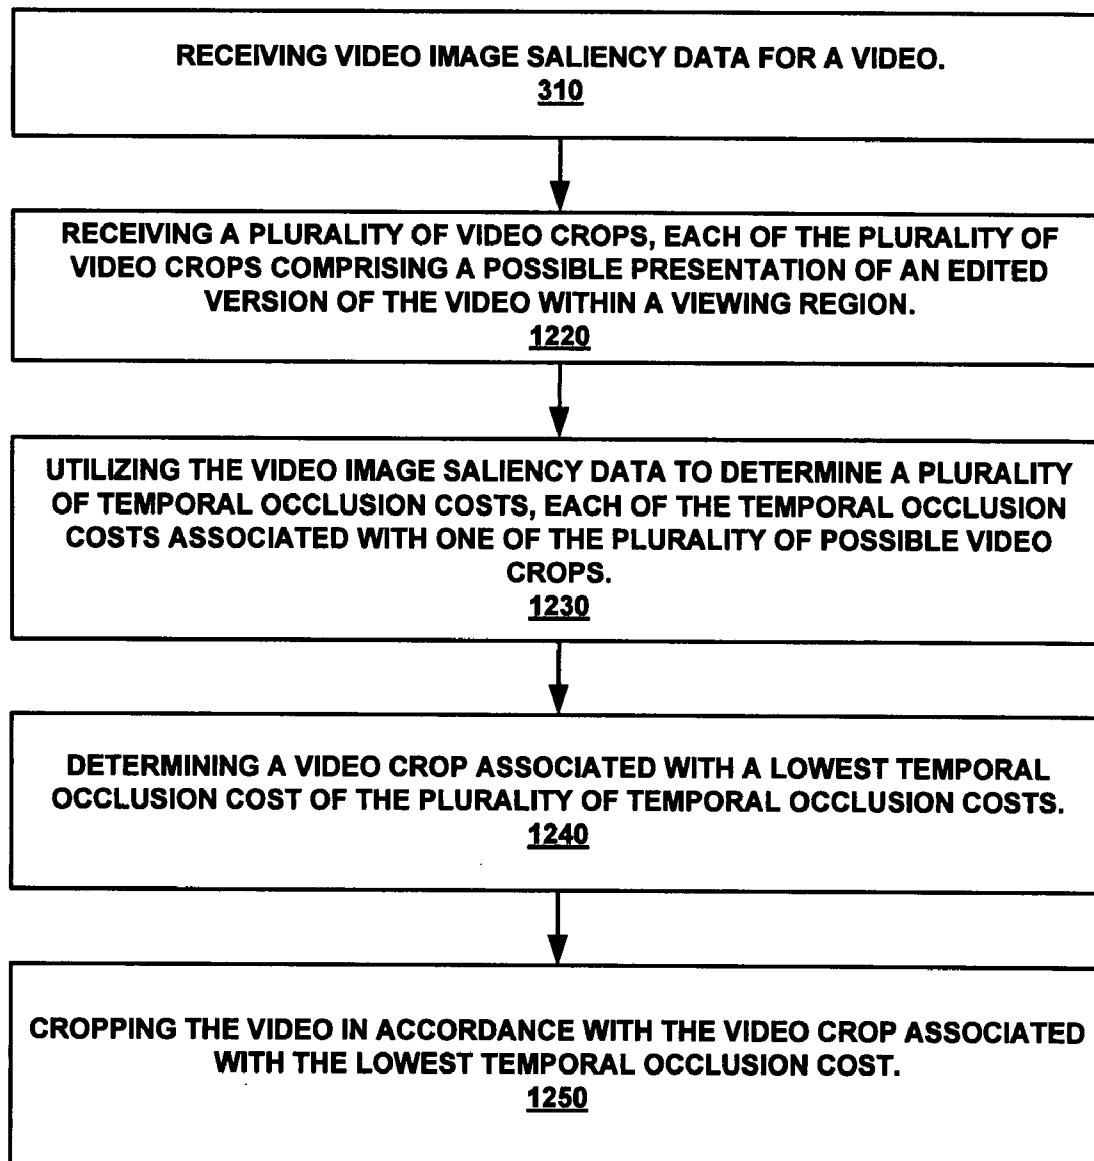 RECEIVING VIDEO IMAGE SALIENCY DATA FOR A VIDEO.
310
RECEIVING A PLURALITY OF VIDEO CROPS, EACH OF THE PLURALITY OF
VIDEO CROPS COMPRISING A POSSIBLE PRESENTATION OF AN EDITED
VERSION OF THE VIDEO WITHIN A VIEWING REGION.
1220
UTILIZING THE VIDEO IMAGE SALIENCY DATA TO DETERMINE A PLURALITY
OF TEMPORAL OCCLUSION COSTS, EACH OF THE TEMPORAL OCCLUSION
COSTS ASSOCIATED WITH ONE OF THE PLURALITY OF POSSIBLE VIDEO
CROPS.
1230
DETERMINING A VIDEO CROP ASSOCIATED WITH A LOWEST TEMPORAL
OCCLUSION COST OF THE PLURALITY OF TEMPORAL OCCLUSION COSTS.
1240
CROPPING THE VIDEO IN ACCORDANCE WITH THE VIDEO CROP ASSOCIATED
WITH THE LOWEST TEMPORAL OCCLUSION COST.
1250